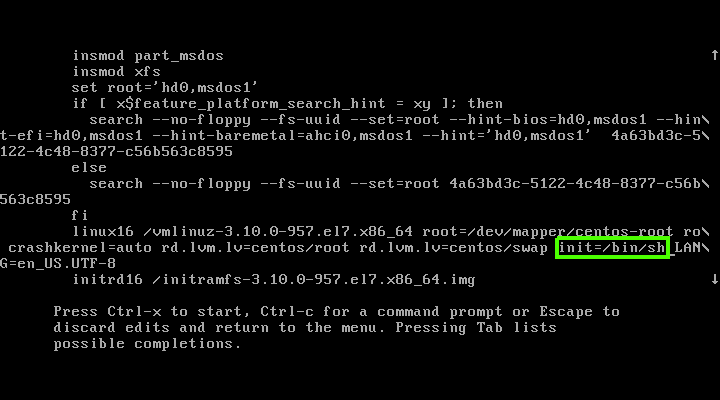 insmod part_msdos
insmod xfs
set root='hd0,msdos1'
if [ x$feature_platform_search_hint = xy ]; then
search --no-floppy --fs-uuid --set=root --hint-bios=hd0,msdos1 --hin\
t-efi=hd0,msdos1 --hint-baremetal=ahci0,msdos1 --hint='hd0,msdos1'  4a63bd3c-5\
122-4c48-8377-c56b563c8595
else
search --no-floppy --fs-uuid --set=root 4a63bd3c-5122-4c48-8377-c56b\
563c8595
fi
linux16 /vmlinuz-3.10.0-957.el7.x86_64 root=/dev/mapper/centos-root ro\
crashkernel=auto rd.lvm.lv=centos/root rd.lvm.lv=centos/swap init=/bin/sh_LAN\
G=en_US.UTF-8
initrd16 /initramfs-3.10.0-957.el7.x86_64.img
Press Ctrl-x to start, Ctrl-c for a command prompt or Escape to
discard edits and return to the menu. Pressing Tab lists
possible completions.